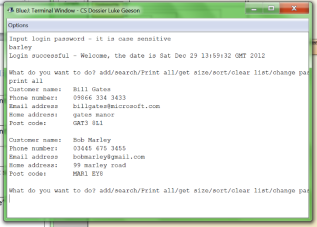 BlueJ: Terminal Window - CS Dossier Luke Geeson
Options
Input login password - it is case sensitive
barley
Login successful - Welcome, the date is Sat Dec 29 13:59:32 GMT 2012
What do you want to do? add/search/Print all/get size/sort/clear list/change pas
print all
Customer name: Bill Gates
Phone number: 09866 334 3433
Email address billgates@microsoft.com
Home address: gates manor
Post code: GAT3 8L1
Customer name: Bob Marley
Phone number: 03445 675 3455
Email address bobmarley@gmail.com
Home address: 99 marley road
Post code: MAR1 EY8
What do you want to do? add/search/Print all/get size/sort/clear list/change pas